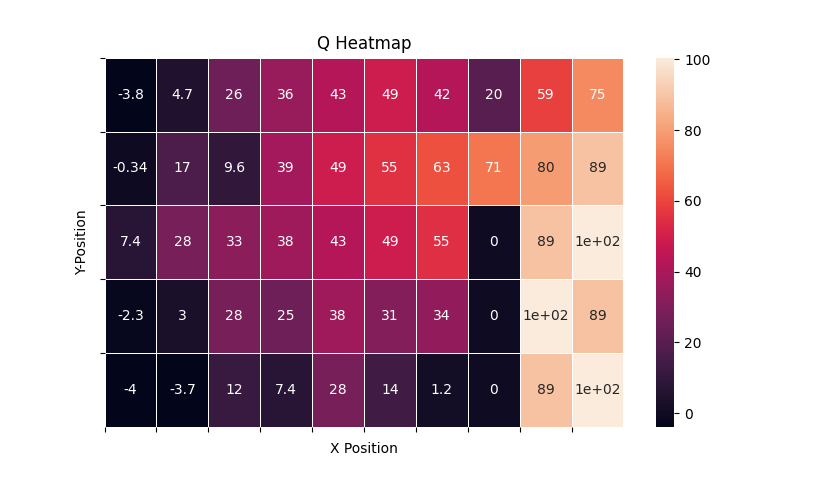 Q Heatmap
-3.8 4.7 26 36 43 49 42 20 59 75
-0.34 17 9.6 39 49 55 63 71 80 89
7.4 28 33 38 43 49 55 0 89 1e+02
-2.3 3 28 25 38 31 34 0 1e+02 89
-4 -3.7 12 7.4 28 14 1.2 0 89 1e+02
Y-Position
X Position
100
80
60
40
20
0